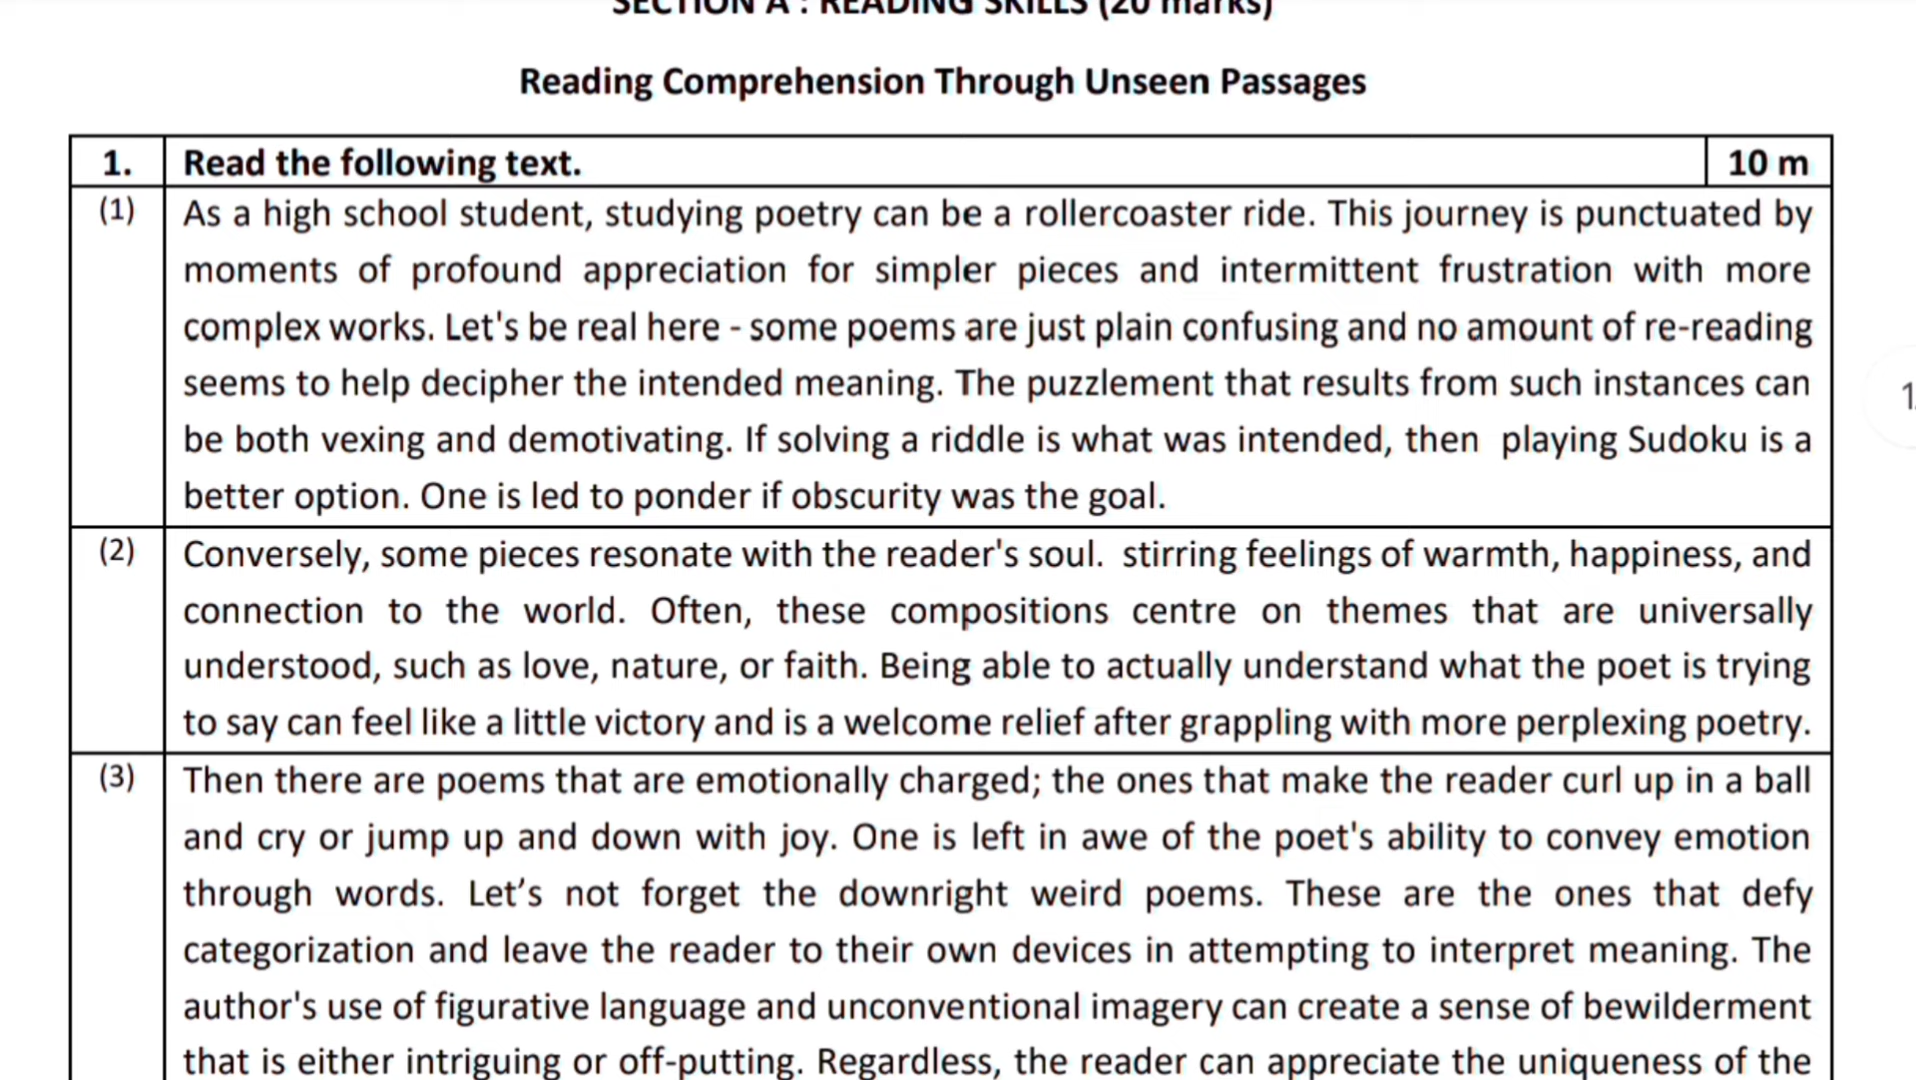 SECTION A : READING SKILLS (20 marks)
Reading Comprehension Through Unseen Passages
1. Read the following text. 10 m
(1) As a high school student, studying poetry can be a rollercoaster ride. This journey is punctuated by
moments of profound appreciation for simpler pieces and intermittent frustration with more
complex works. Let's be real here - some poems are just plain confusing and no amount of re-reading
seems to help decipher the intended meaning. The puzzlement that results from such instances can
be both vexing and demotivating. If solving a riddle is what was intended, then playing Sudoku is a
better option. One is led to ponder if obscurity was the goal.
(2) Conversely, some pieces resonate with the reader's soul. stirring feelings of warmth, happiness, and
connection to the world. Often, these compositions centre on themes that are universally
understood, such as love, nature, or faith. Being able to actually understand what the poet is trying
to say can feel like a little victory and is a welcome relief after grappling with more perplexing poetry.
(3) Then there are poems that are emotionally charged; the ones that make the reader curl up in a ball
and cry or jump up and down with joy. One is left in awe of the poet's ability to convey emotion
through words. Let’s not forget the downright weird poems. These are the ones that defy
categorization and leave the reader to their own devices in attempting to interpret meaning. The
author's use of figurative language and unconventional imagery can create a sense of bewilderment
that is either intriguing or off-putting. Regardless, the reader can appreciate the uniqueness of the